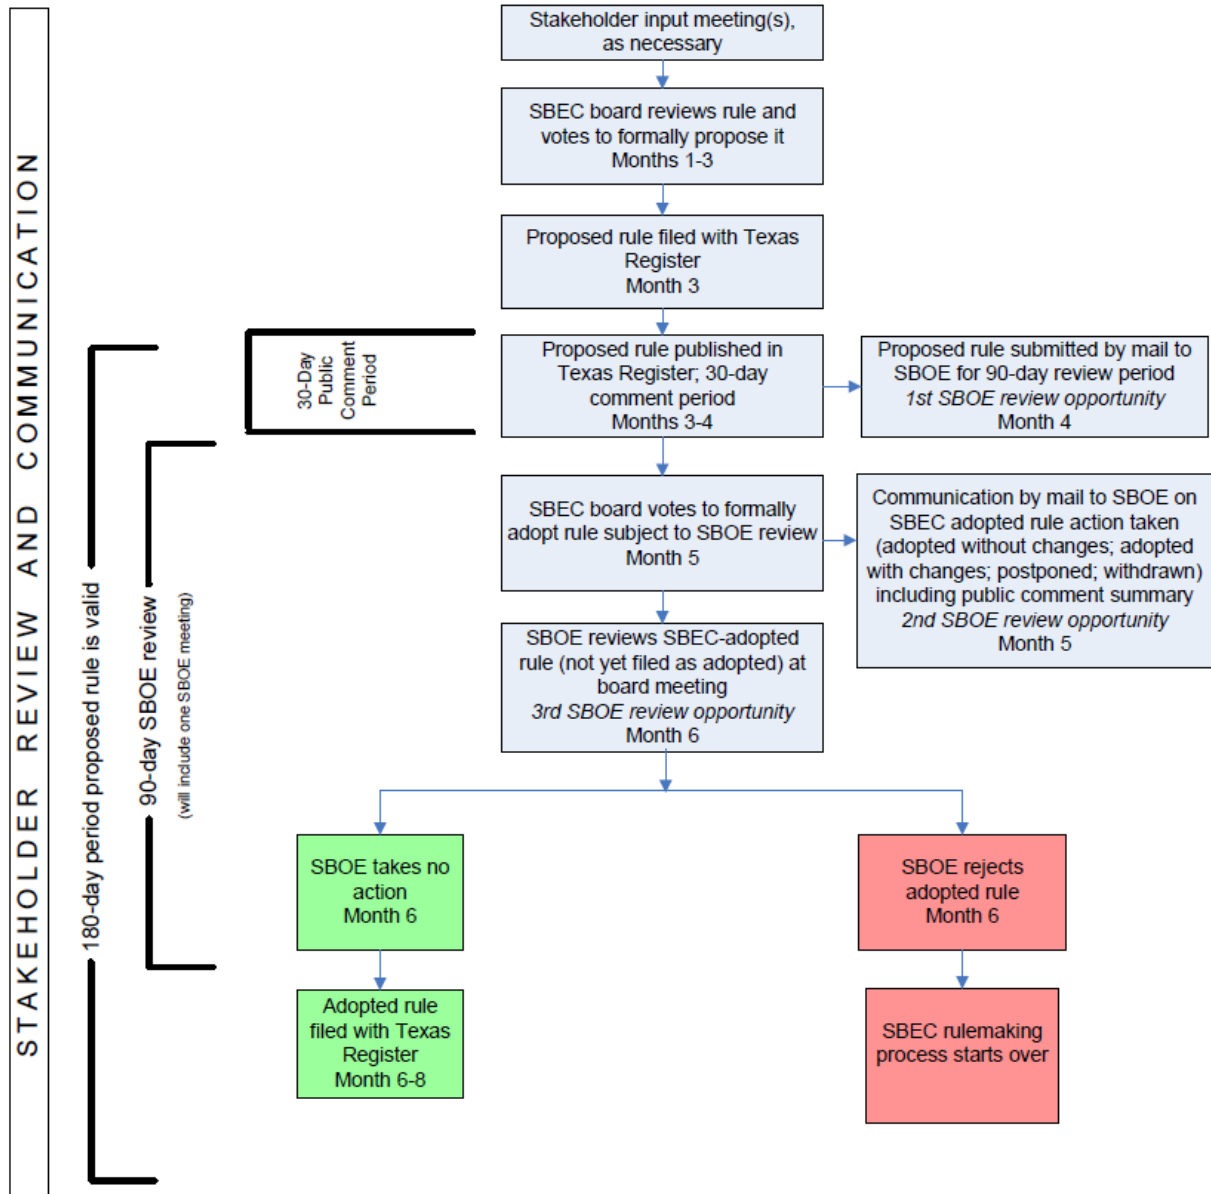 STAKEHOLDER REVIEW AND COMMUNICATION
Stakeholder input meeting(s),
as necessary
SBEC board reviews rule and
votes to formally propose it
Months 1-3
Proposed rule filed with Texas
Register
Month 3
180-day period proposed rule is valid
90-day SBOE review
(will include one SBOE meeting)
30-Day
Public
Comment
Period
Proposed rule published in
Texas Register; 30-day
comment period
Months 3-4
Proposed rule submitted by mail to
SBOE for 90-day review period
1st SBOE review opportunity
Month 4
SBEC board votes to formally
adopt rule subject to SBOE review
Month 5
Communication by mail to SBOE on
SBEC adopted rule action taken
(adopted without changes; adopted
with changes; postponed; withdrawn)
including public comment summary
2nd SBOE review opportunity
Month 5
SBOE reviews SBEC-adopted
rule (not yet filed as adopted) at
board meeting
3rd SBOE review opportunity
Month 6
SBOE takes no
action
Month 6
SBOE rejects
adopted rule
Month 6
Adopted rule
filed with Texas
Register
Month 6-8
SBEC rulemaking
process starts over